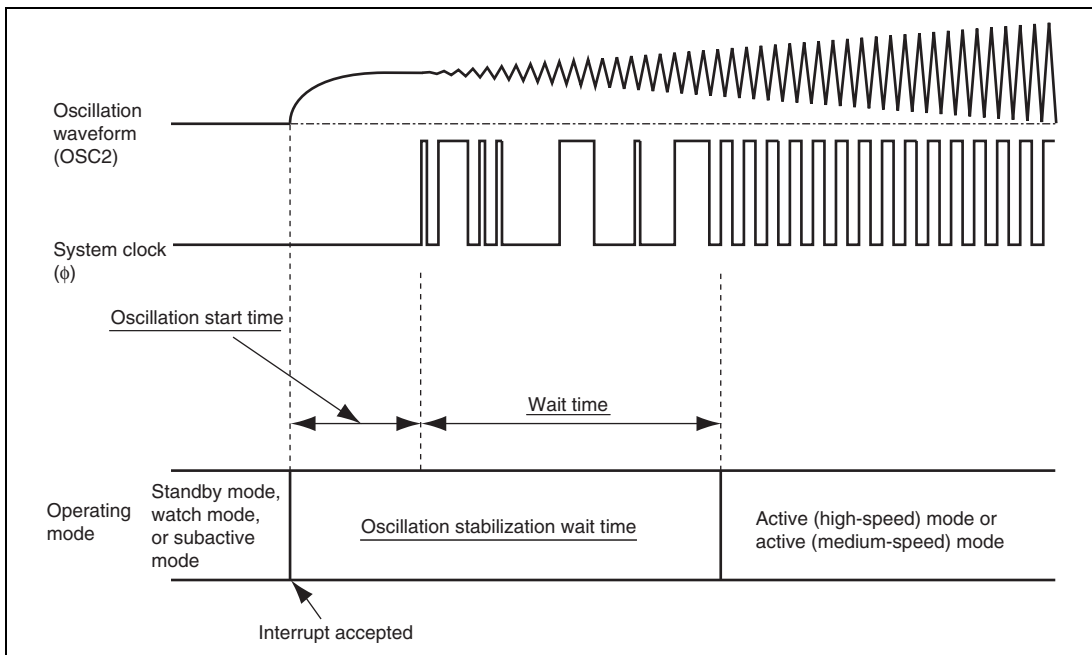 Oscillation
waveform
(OSC2)
System clock
(ϕ)
Oscillation start time
Wait time
Operating
mode
Standby mode,
watch mode,
or subactive
mode
Oscillation stabilization wait time
Active (high-speed) mode or
active (medium-speed) mode
Interrupt accepted